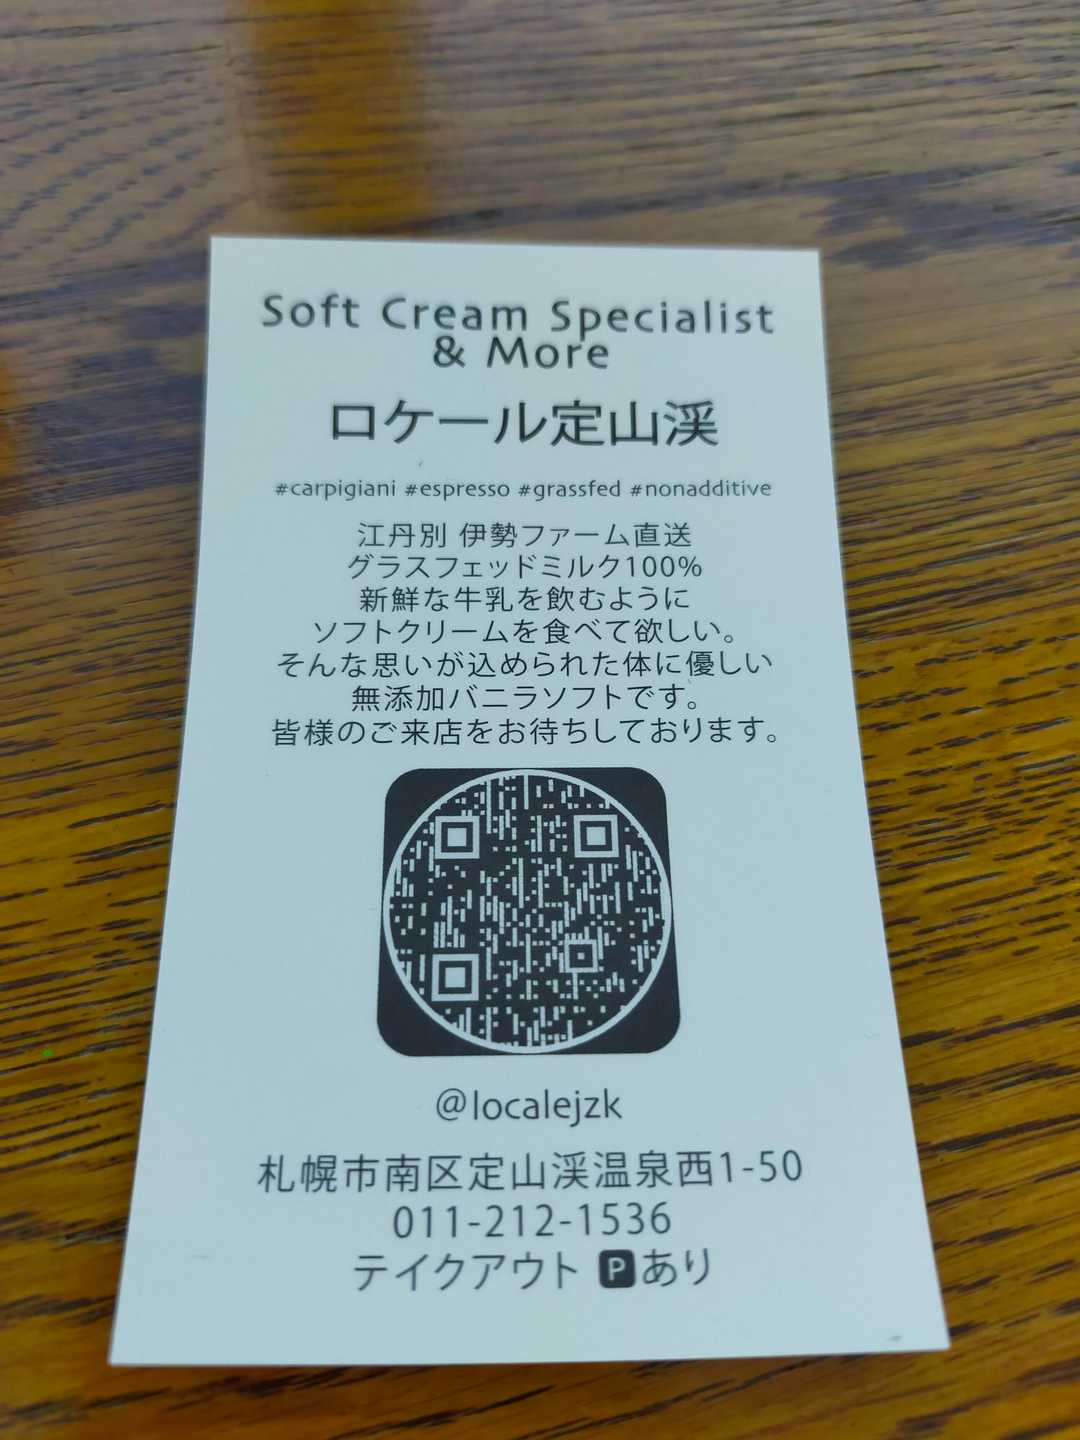 Soft Cream Specialist
& More
ロケール定山渓
#carpigiani #espresso #grassfed #nonadditive
江丹別 伊勢ファーム直送
グラスフェッドミルク100%
新鮮な牛乳を飲むように
ソフトクリームを食べて欲しい。
そんな思いが込められた体に優しい
無添加バニラソフトです。
皆様のご来店をお待ちしております。
@localejzk
札幌市南区定山渓温泉西1-50
011-212-1536
テイクアウト Pあり